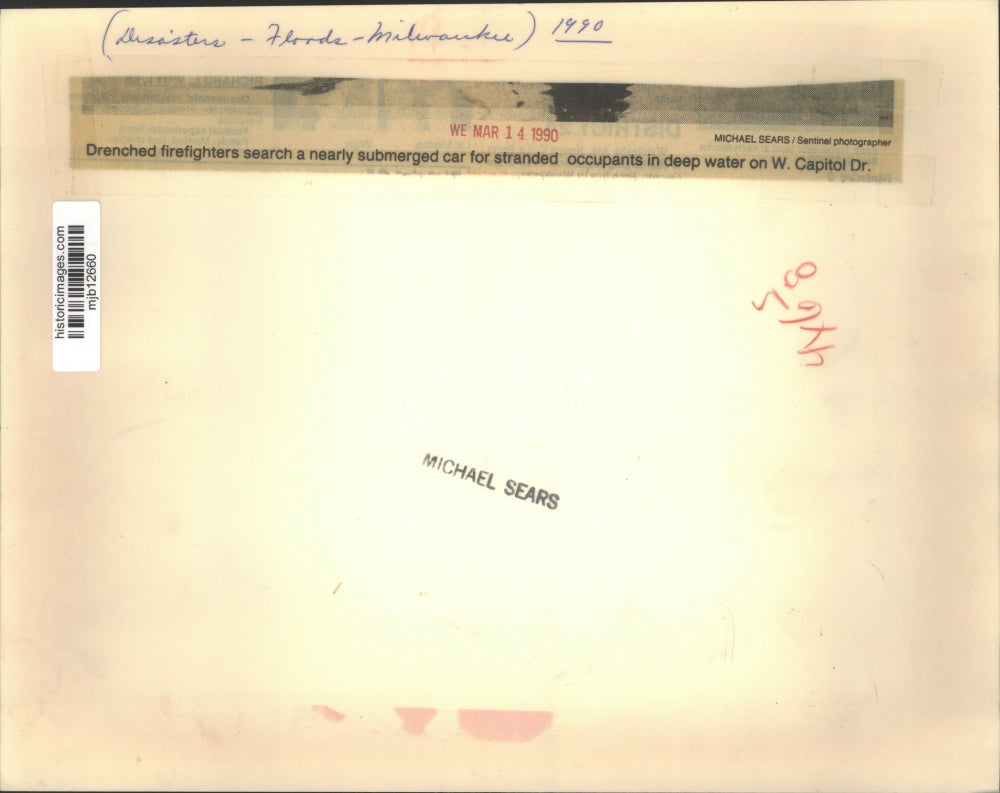 (Disasters - Floods - Milwaukee) 1990
WE MAR 14 1990
MICHAEL SEARS / Sentinel photographer
Drenched firefighters search a nearly submerged car for stranded occupants in deep water on W. Capitol Dr.
historicimages.com
mjb12660
MICHAEL SEARS